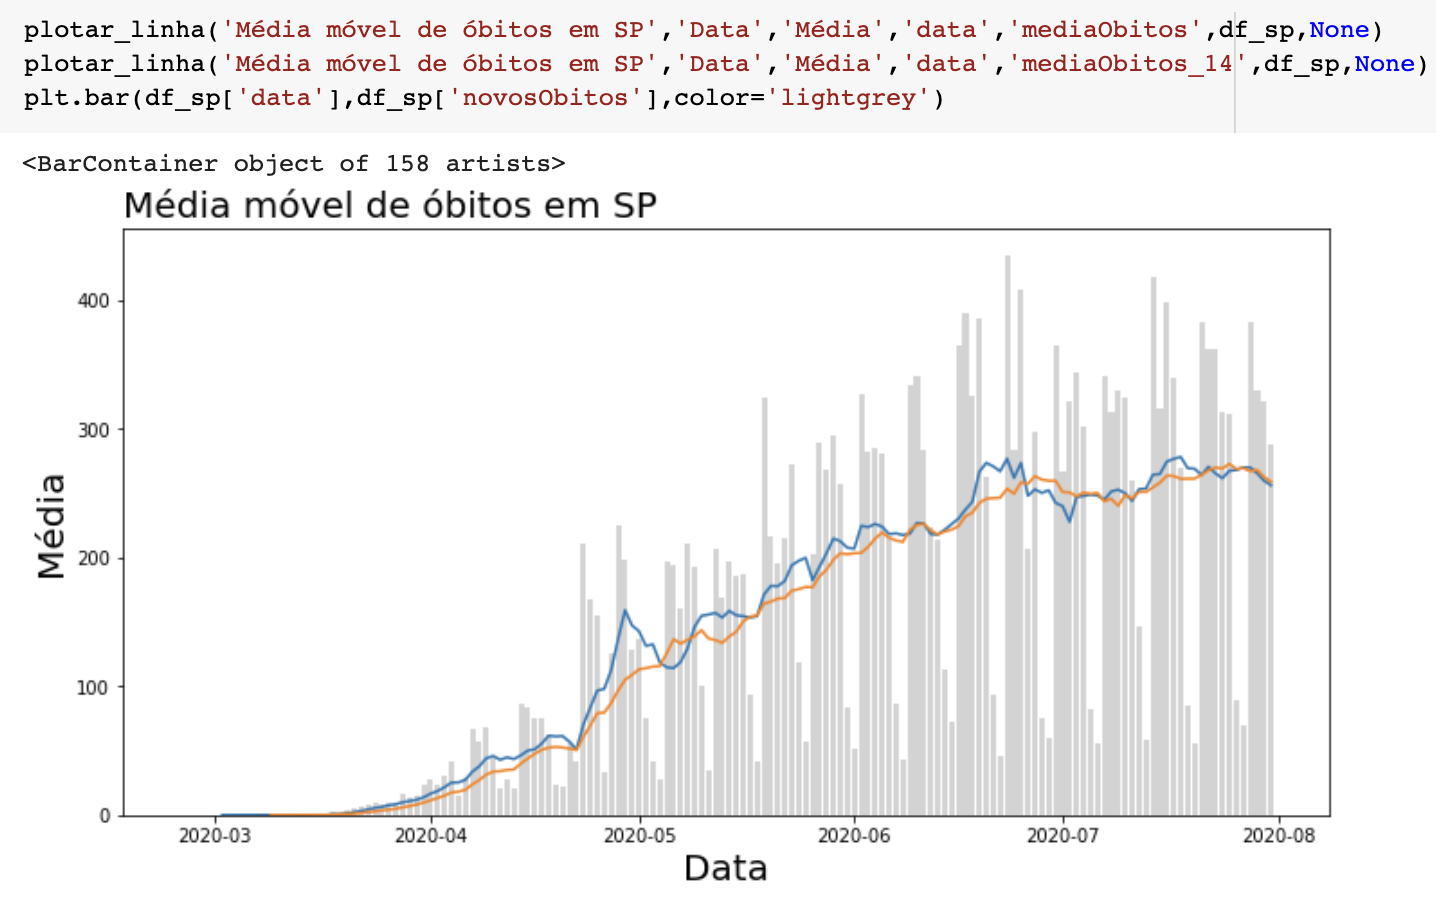 plotar_linha('Média móvel de óbitos em SP','Data','Média','data','mediaObitos',df_sp,None)
plotar_linha('Média móvel de óbitos em SP','Data','Média','data','mediaObitos_14',df_sp,None)
plt.bar(df_sp['data'],df_sp['novosObitos'],color='lightgrey')
<BarContainer object of 158 artists>
Média móvel de óbitos em SP
400
300
200
100
0
Média
2020-03 2020-04 2020-05 2020-06 2020-07 2020-08
Data